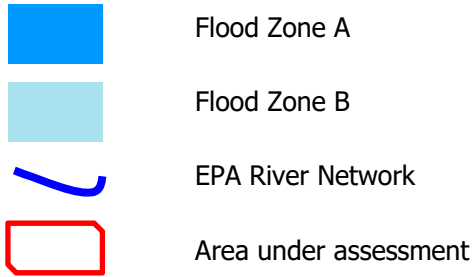 Flood Zone A
Flood Zone B
EPA River Network
Area under assessment